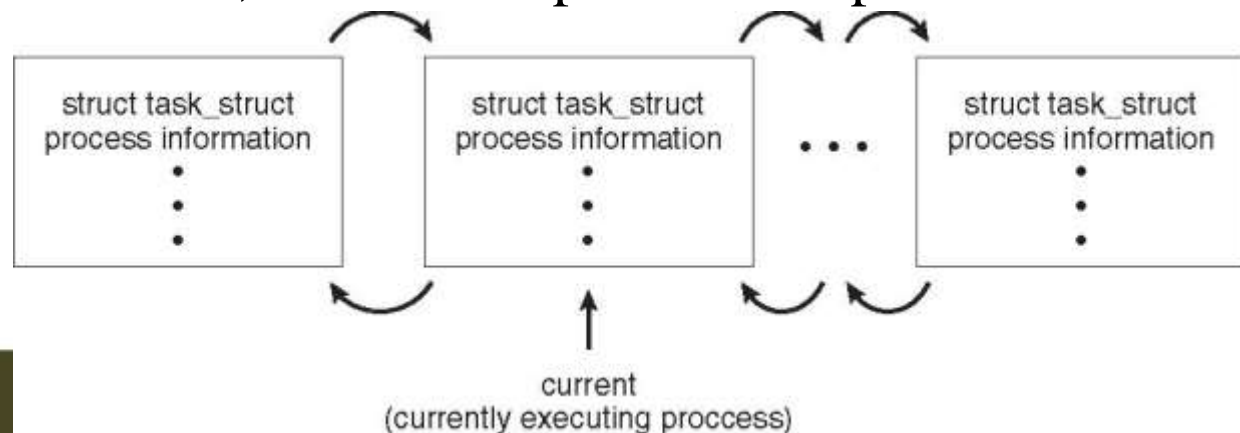 struct task_struct
process information
struct task_struct
process information
• • •
struct task_struct
process information
current
(currently executing proccess)